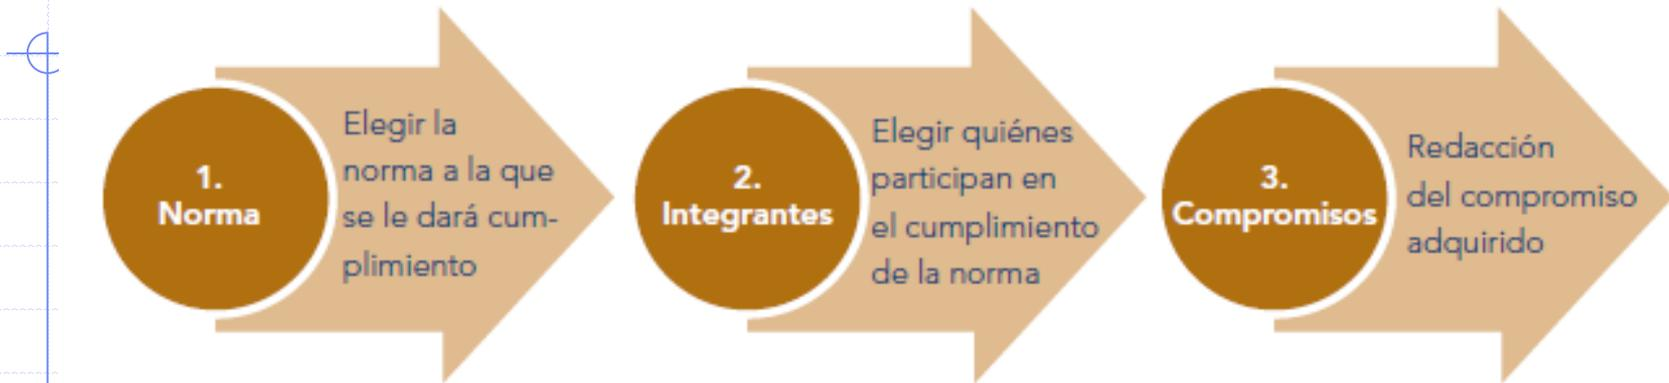 1.
Norma
Elegir la
norma a la que
se le dará cum-
plimiento
2.
Integrantes
Elegir quiénes
participan en
el cumplimiento
de la norma
3.
Compromisos
Redacción
del compromiso
adquirido